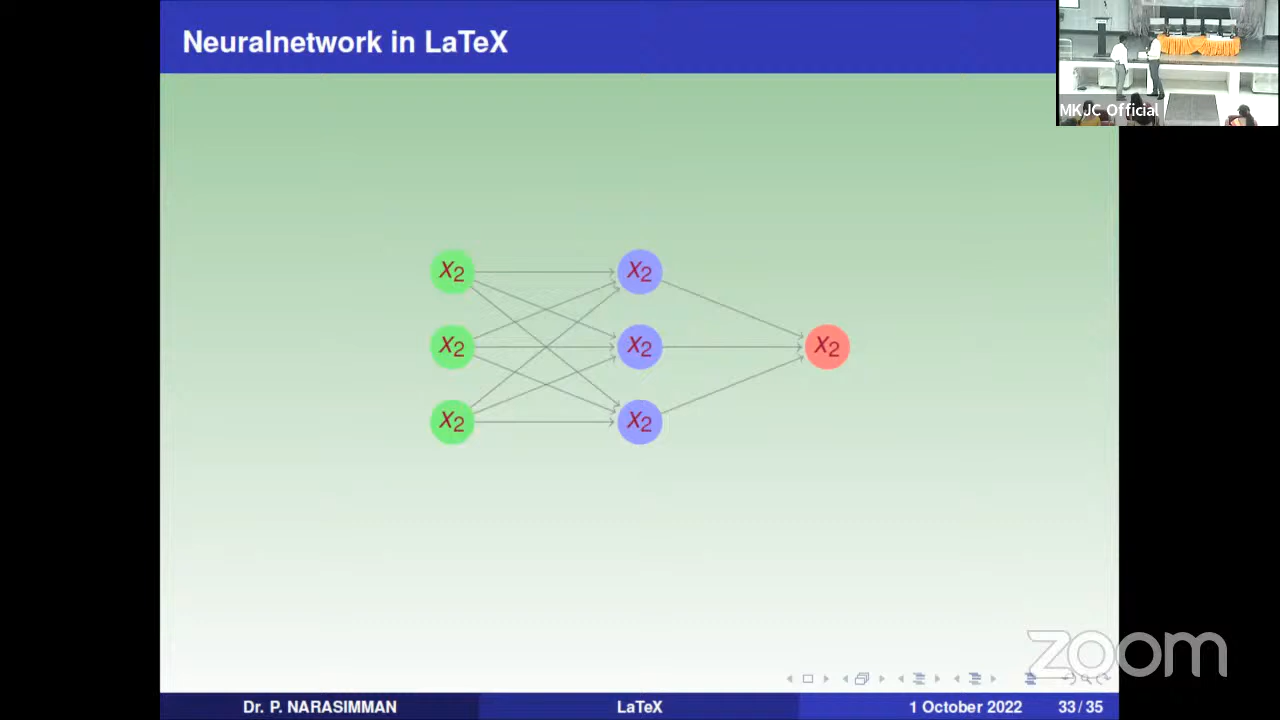 Neuralnetwork in LaTeX
MKJC Official
X2 X2
X2 X2 X2
X2 X2
zoom
Dr. P. NARASIMMAN LaTeX 1 October 2022 33/35